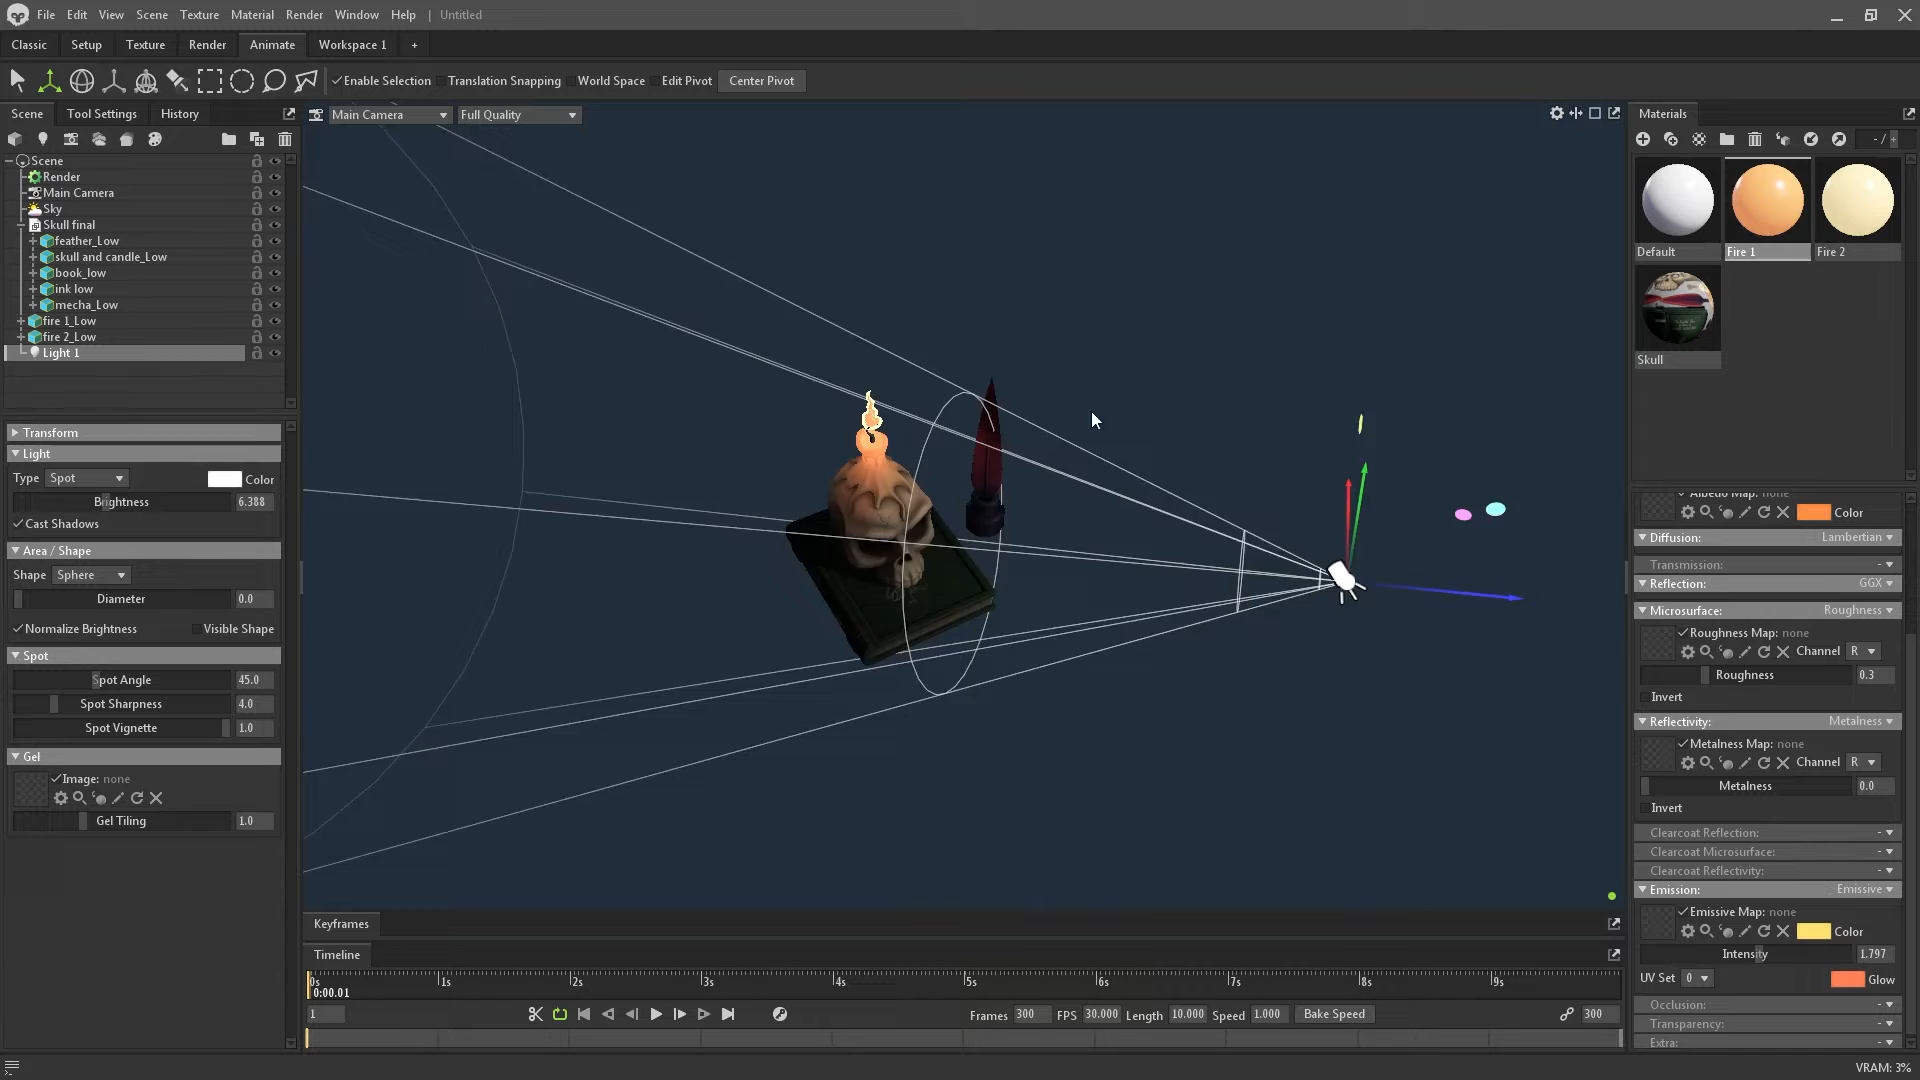 File Edit View Scene Texture Material Render Window Help | Untitled
Classic Setup Texture Render Animate Workspace 1 +
Enable Selection Translation Snapping World Space Edit Pivot Center Pivot
Scene Tool Settings History
Main Camera Full Quality
Materials
- / +
Scene
Render
Main Camera
Sky
Skull final
feather_Low
skull and candle_Low
book_low
ink low
mecha_Low
fire 1_Low
fire 2_Low
Light 1
Default Fire 1 Fire 2
Skull
Transform
Light
Type Spot Color
Brightness 6.388
Cast Shadows
Area / Shape
Shape Sphere
Diameter 0.0
Normalize Brightness Visible Shape
Spot
Spot Angle 45.0
Spot Sharpness 4.0
Spot Vignette 1.0
Gel
Image: none
Gel Tiling 1.0
Albedo Map: none
Color
Diffusion: Lambertian
Transmission: -
Reflection: GGX
Microsurface: Roughness
Roughness Map: none
Channel R
Roughness 0.3
Invert
Reflectivity: Metalness
Metalness Map: none
Channel R
Metalness 0.0
Invert
Clearcoat Reflection: -
Clearcoat Microsurface: -
Clearcoat Reflectivity: -
Emission: Emissive
Emissive Map: none
Color
Intensity 1.797
UV Set 0 Glow
Occlusion: -
Transparency: -
Extra: -
Keyframes
Timeline
0s 1s 2s 3s 4s 5s 6s 7s 8s 9s
0:00.01
1 Frames 300 FPS 30.000 Length 10.000 Speed 1.000 Bake Speed 300
VRAM: 3%